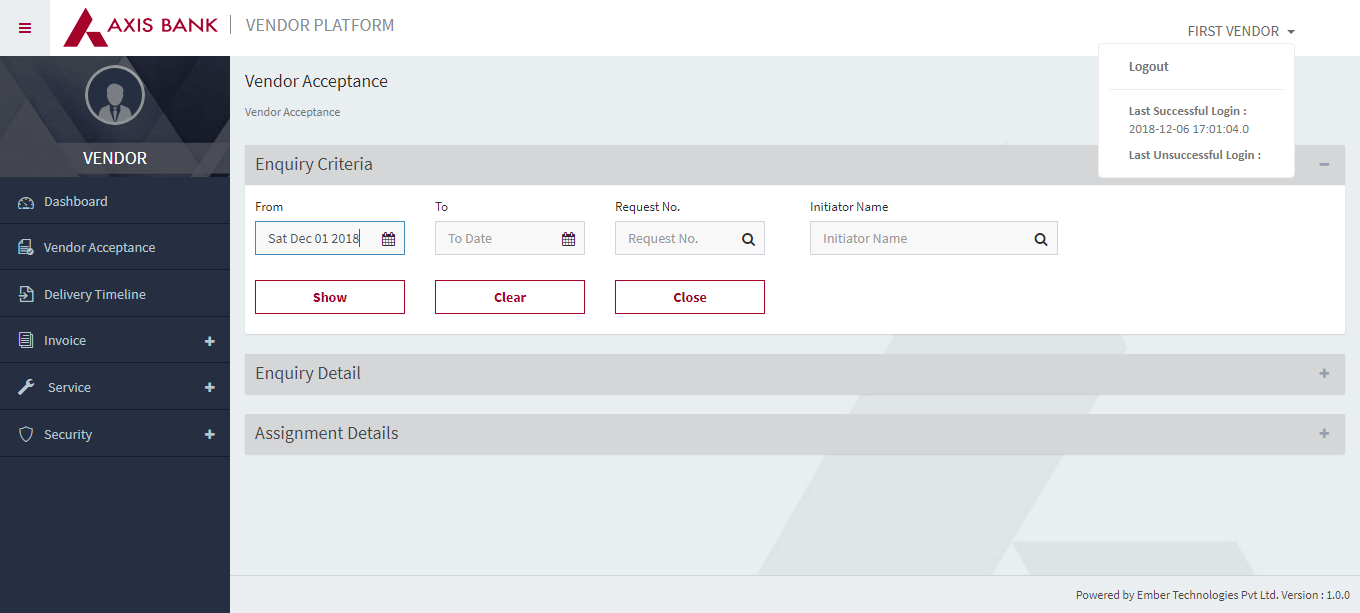 AXIS BANK
VENDOR PLATFORM
FIRST VENDOR
Logout
Last Successful Login :
2018-12-06 17:01:04.0
Last Unsuccessful Login :
VENDOR
Dashboard
Vendor Acceptance
Delivery Timeline
Invoice
Service
Security
Vendor Acceptance
Vendor Acceptance
Enquiry Criteria
From
To
Request No.
Initiator Name
Sat Dec 01 2018
To Date
Request No.
Initiator Name
Show
Clear
Close
Enquiry Detail
Assignment Details
Powered by Ember Technologies Pvt Ltd. Version : 1.0.0